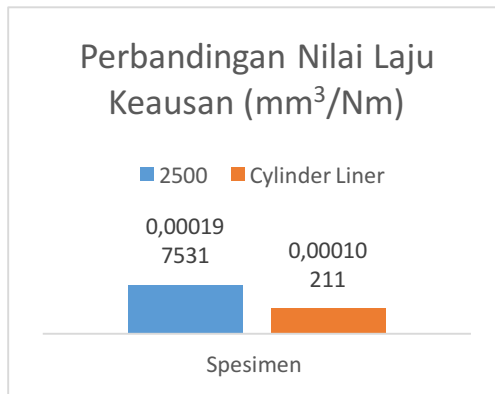 Perbandingan Nilai Laju
Keausan (mm³/Nm)
2500 Cylinder Liner
0,00019
7531
0,00010
211
Spesimen